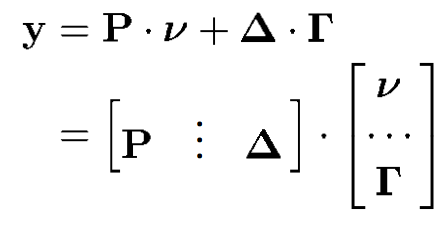 y = P · ν + Δ · Γ
= [P ⋮ Δ] · [ν ⋯ Γ]